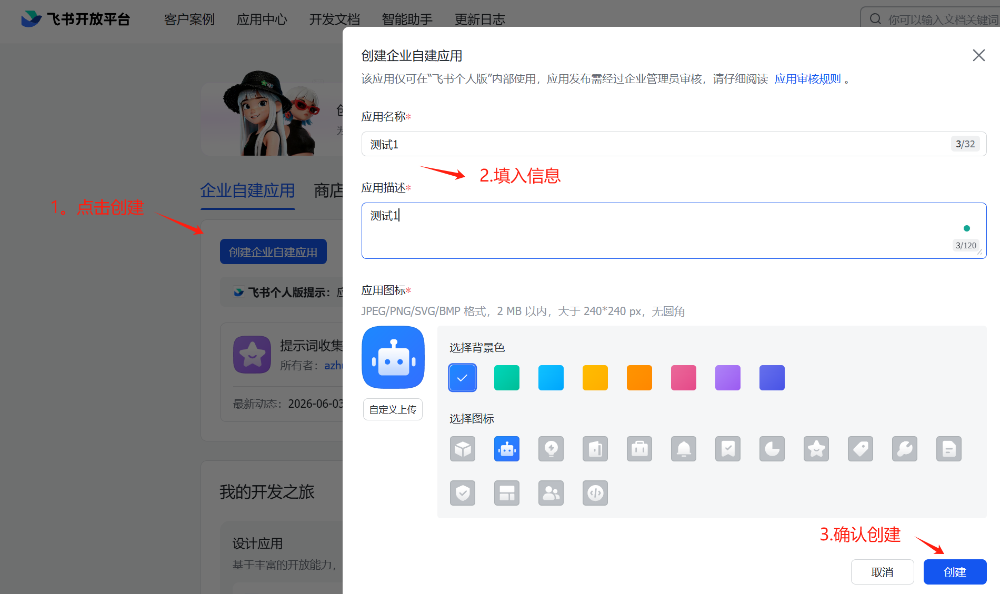 飞书开放平台
客户案例
应用中心
开发文档
智能助手
更新日志
你可以输入文档关键词
创建企业自建应用
该应用仅可在“飞书个人版”内部使用，应用发布需经过企业管理员审核，请仔细阅读 应用审核规则 。
应用名称*
测试1
3/32
2.填入信息
应用描述*
测试1
3/120
企业自建应用
商店
1。点击创建
创建企业自建应用
飞书个人版提示：
提示词收集
所有者：azhu
最新动态：2026-06-03
我的开发之旅
设计应用
基于丰富的开放能力，
应用图标*
JPEG/PNG/SVG/BMP 格式，2 MB 以内，大于 240*240 px，无圆角
自定义上传
选择背景色
选择图标
3.确认创建
取消
创建